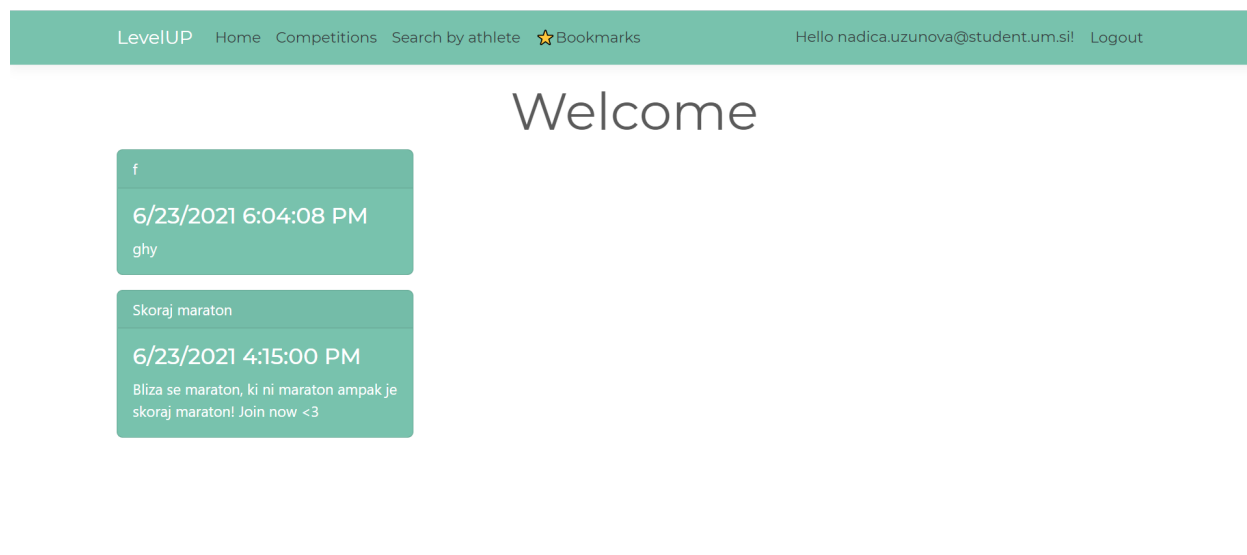 LevelUP Home Competitions Search by athlete Bookmarks Hello nadica.uzunova@student.um.si! Logout
Welcome
f
6/23/2021 6:04:08 PM
ghy
Skoraj maraton
6/23/2021 4:15:00 PM
Bliza se maraton, ki ni maraton ampak je
skoraj maraton! Join now <3